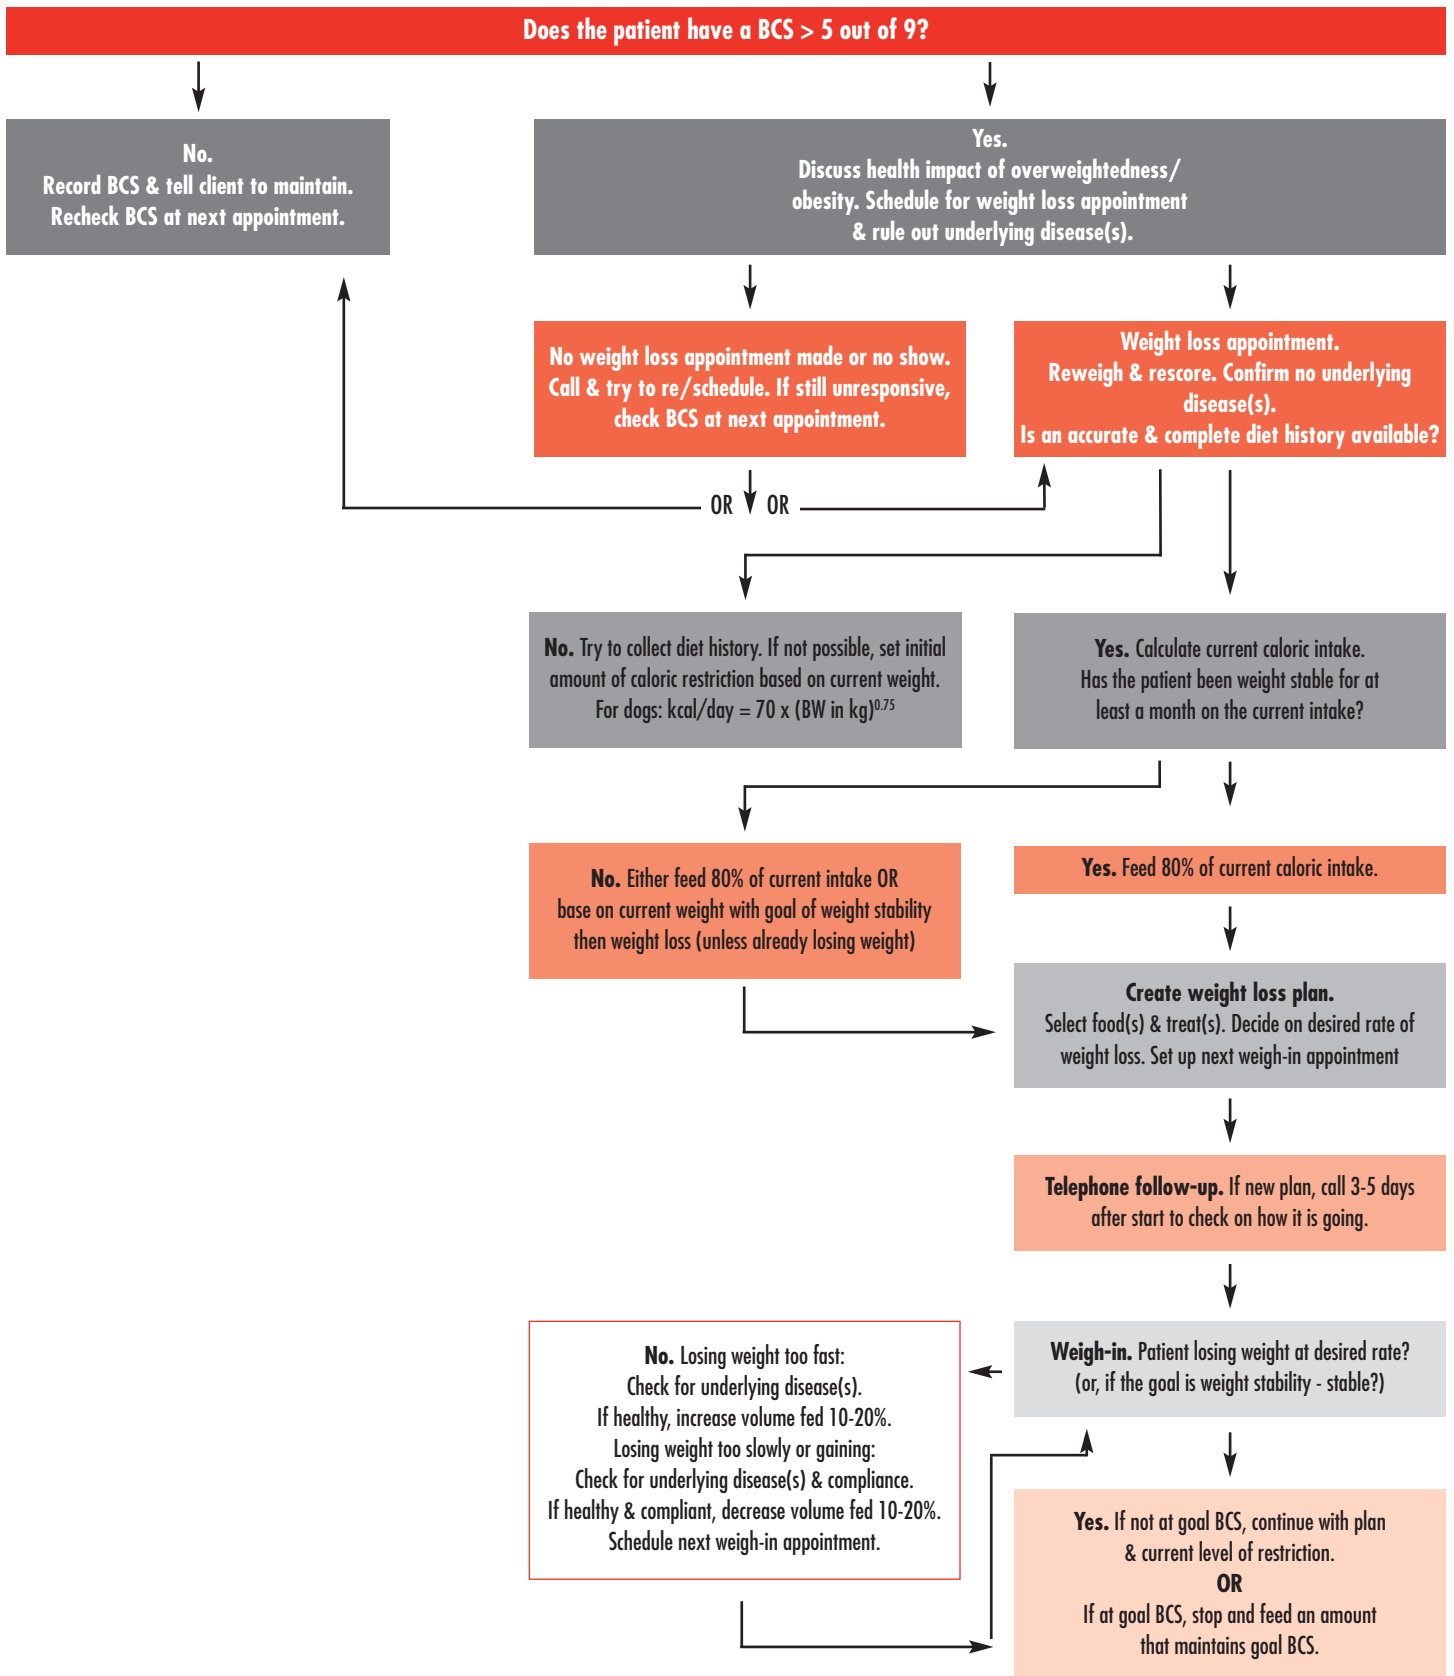 Does the patient have a BCS > 5 out of 9?
No.
Record BCS & tell client to maintain.
Recheck BCS at next appointment.
Yes.
Discuss health impact of overweightedness/
obesity. Schedule for weight loss appointment
& rule out underlying disease(s).
No weight loss appointment made or no show.
Call & try to re/schedule. If still unresponsive,
check BCS at next appointment.
Weight loss appointment.
Reweigh & rescore. Confirm no underlying
disease(s).
Is an accurate & complete diet history available?
OR OR
No. Try to collect diet history. If not possible, set initial
amount of caloric restriction based on current weight.
For dogs: kcal/day = 70 x (BW in kg)^0.75
Yes. Calculate current caloric intake.
Has the patient been weight stable for at
least a month on the current intake?
No. Either feed 80% of current intake OR
base on current weight with goal of weight stability
then weight loss (unless already losing weight)
Yes. Feed 80% of current caloric intake.
Create weight loss plan.
Select food(s) & treat(s). Decide on desired rate of
weight loss. Set up next weigh-in appointment
Telephone follow-up. If new plan, call 3-5 days
after start to check on how it is going.
Weigh-in. Patient losing weight at desired rate?
(or, if the goal is weight stability - stable?)
No. Losing weight too fast:
Check for underlying disease(s).
If healthy, increase volume fed 10-20%.
Losing weight too slowly or gaining:
Check for underlying disease(s) & compliance.
If healthy & compliant, decrease volume fed 10-20%.
Schedule next weigh-in appointment.
Yes. If not at goal BCS, continue with plan
& current level of restriction.
OR
If at goal BCS, stop and feed an amount
that maintains goal BCS.